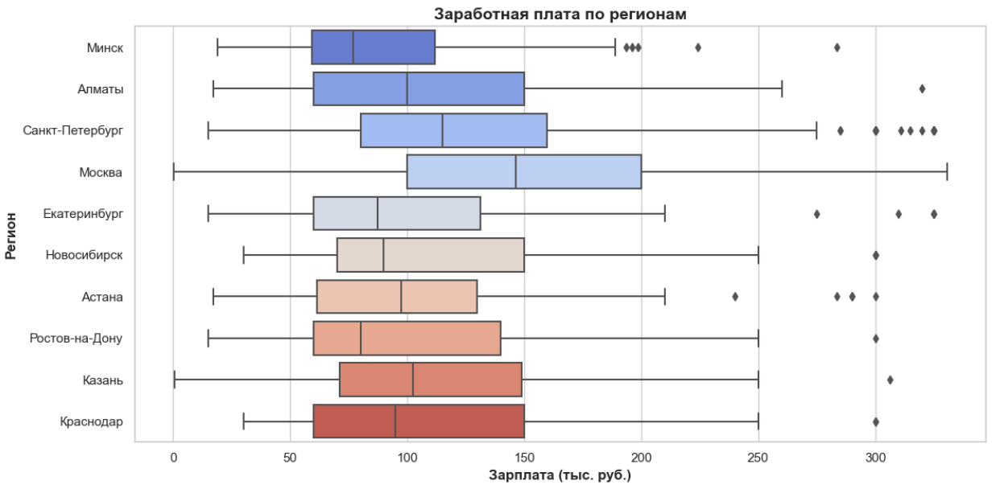 Заработная плата по регионам
Регион
Минск
Алматы
Санкт-Петербург
Москва
Екатеринбург
Новосибирск
Астана
Ростов-на-Дону
Казань
Краснодар
0 50 100 150 200 250 300
Зарплата (тыс. руб.)